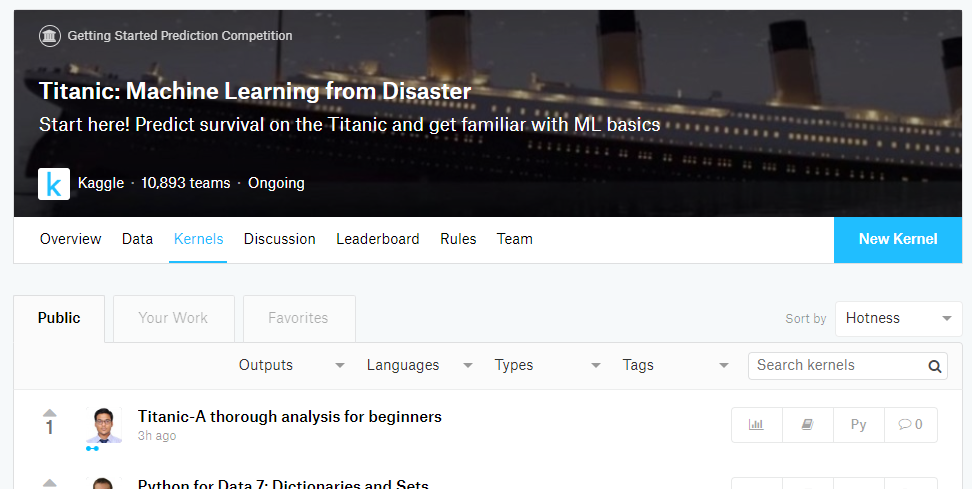 Getting Started Prediction Competition
Titanic: Machine Learning from Disaster
Start here! Predict survival on the Titanic and get familiar with ML basics
k Kaggle · 10,893 teams · Ongoing
Overview Data Kernels Discussion Leaderboard Rules Team New Kernel
Public Your Work Favorites Sort by Hotness
Outputs Languages Types Tags Search kernels
Titanic-A thorough analysis for beginners
1 3h ago Py 0
Python for Data 7: Dictionaries and Sets